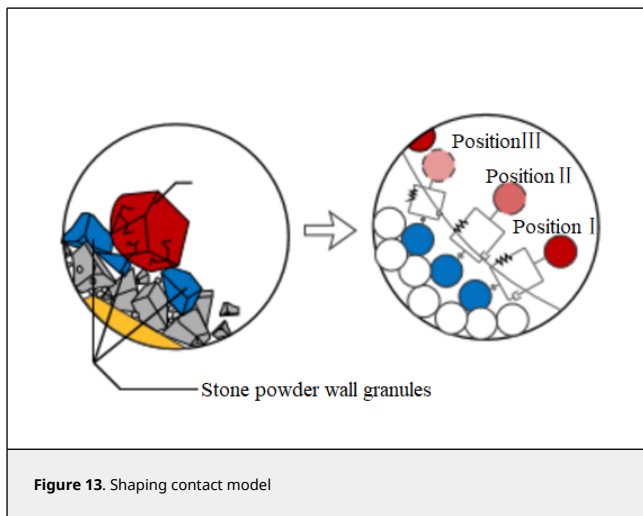 PositionⅢ
Position Ⅱ
Position Ⅰ
Stone powder wall granules
Figure 13. Shaping contact model